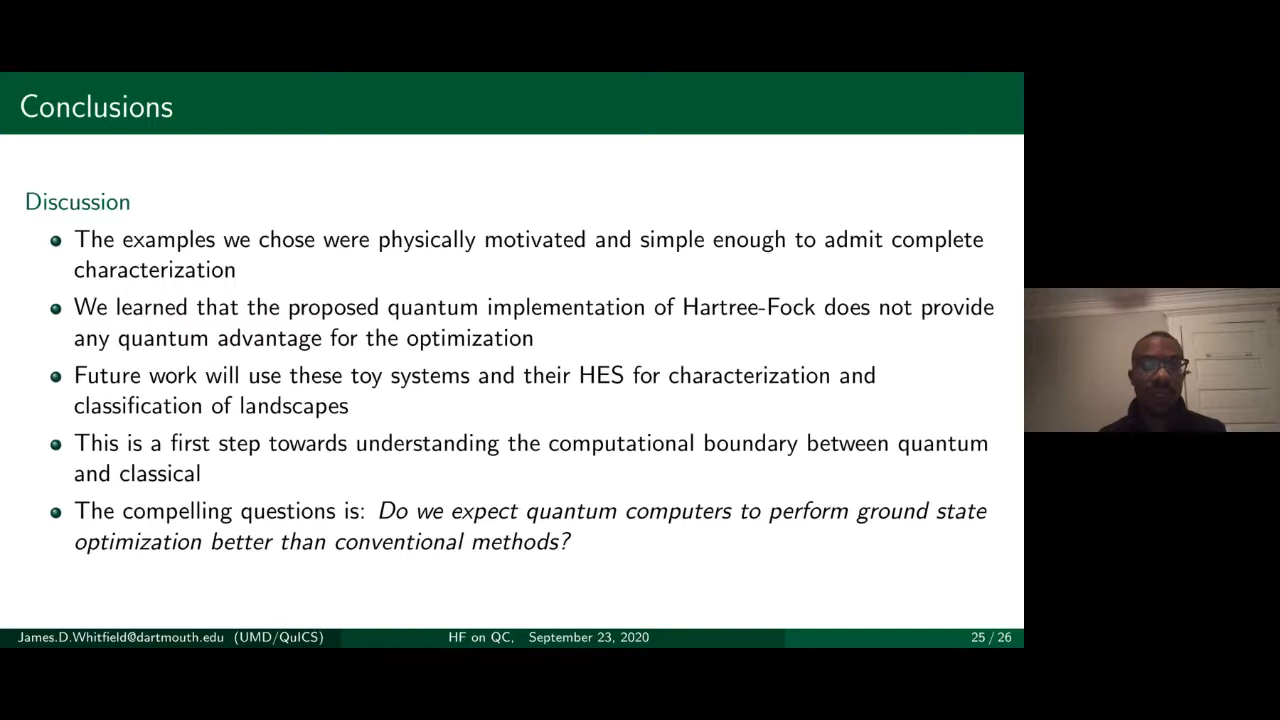 Conclusions
Discussion
The examples we chose were physically motivated and simple enough to admit complete
characterization
We learned that the proposed quantum implementation of Hartree-Fock does not provide
any quantum advantage for the optimization
Future work will use these toy systems and their HES for characterization and
classification of landscapes
This is a first step towards understanding the computational boundary between quantum
and classical
The compelling questions is: Do we expect quantum computers to perform ground state
optimization better than conventional methods?
James.D.Whitfield@dartmouth.edu (UMD/QuICS) HF on QC, September 23, 2020 25 / 26